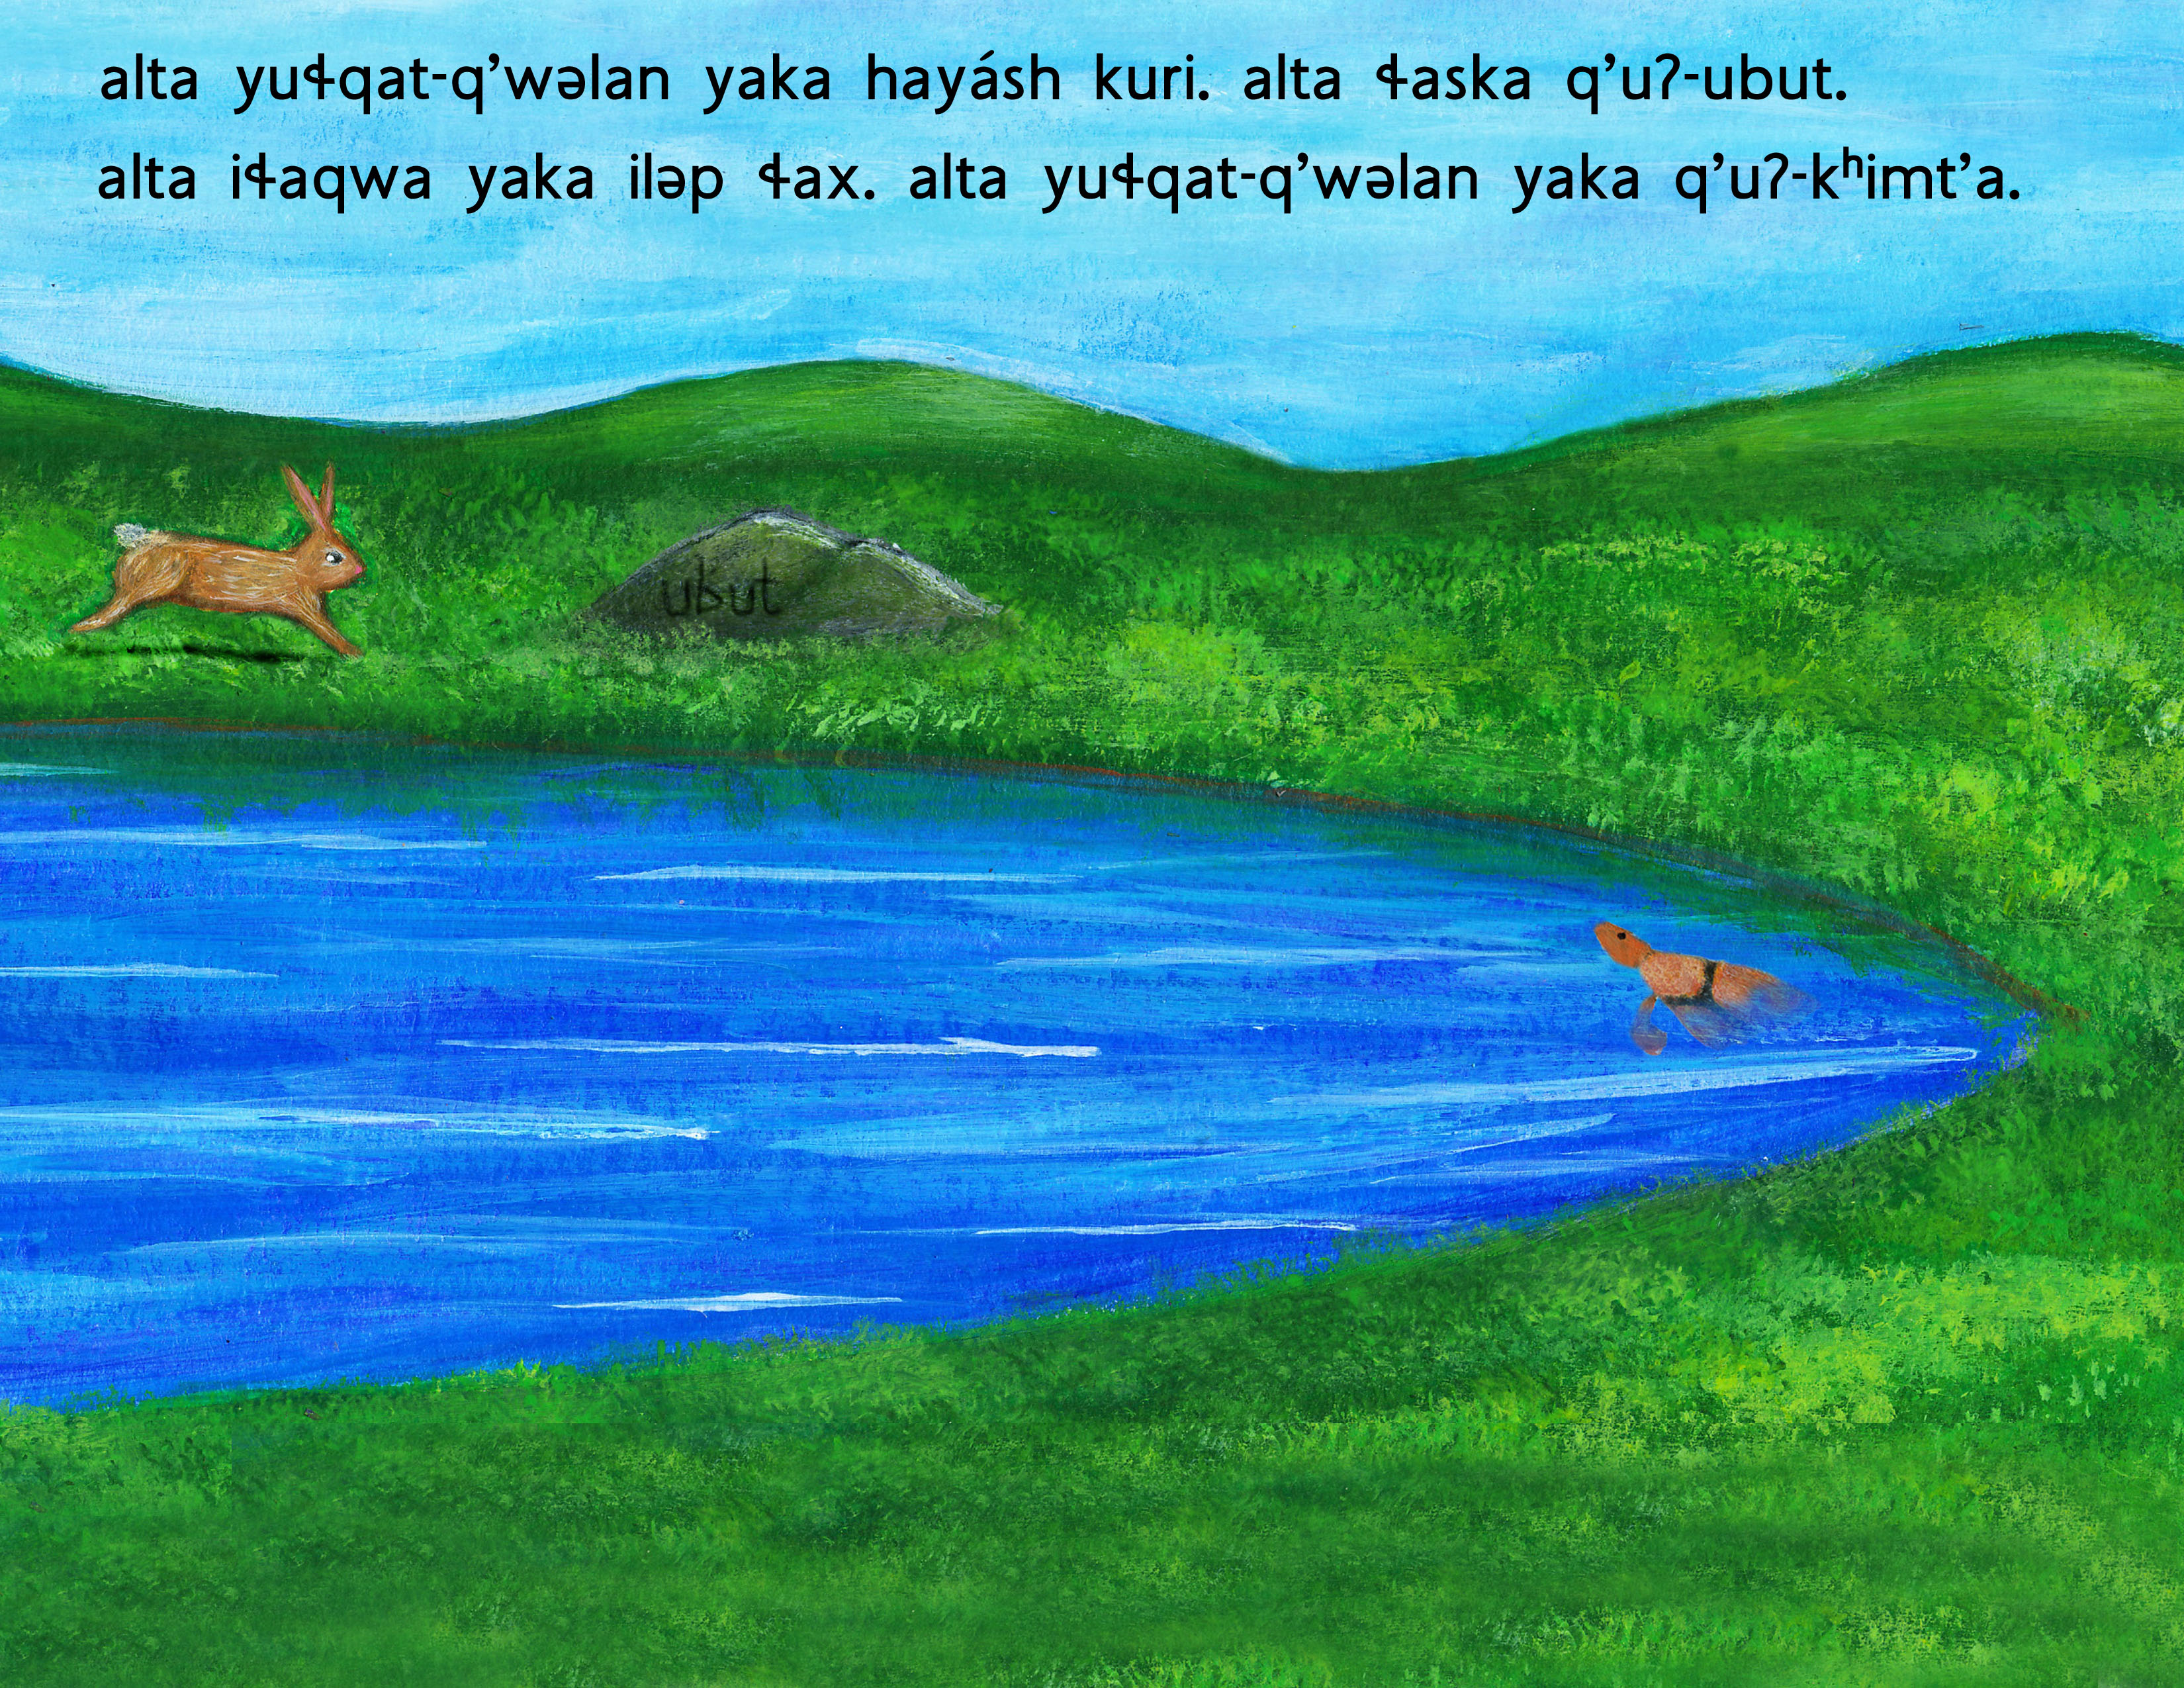 alta yuɬqat-q’wəlan yaka hayásh kuri. alta ɬaska q’uʔ-ubut.
alta iɬaqwa yaka iləp ɬax. alta yuɬqat-q’wəlan yaka q’uʔ-kʰimt’a.
ubut